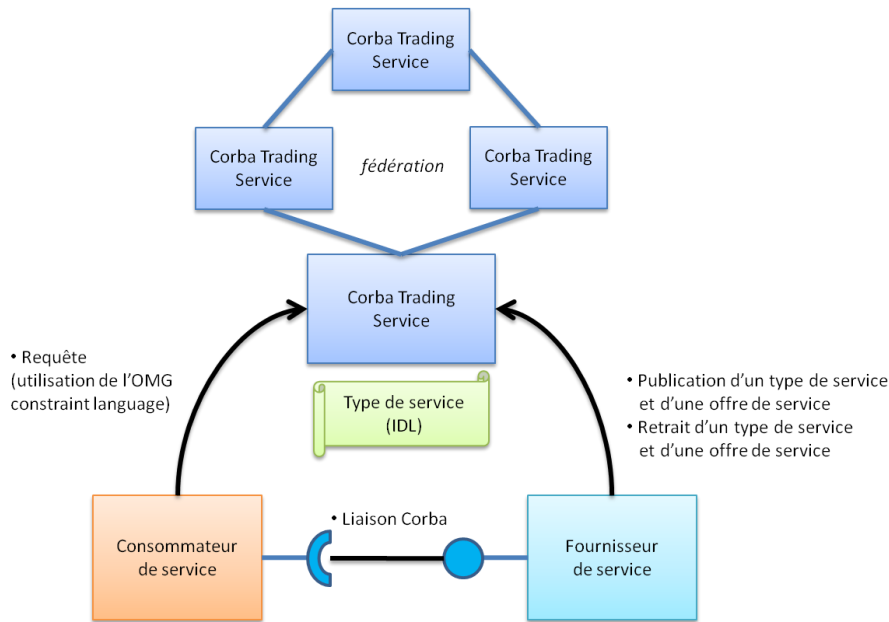 Corba Trading
Service
Corba Trading
Service
fédération
Corba Trading
Service
Corba Trading
Service
• Requête
(utilisation de l’OMG
constraint language)
Type de service
(IDL)
• Publication d’un type de service
et d’une offre de service
• Retrait d’un type de service
et d’une offre de service
• Liaison Corba
Consommateur
de service
Fournisseur
de service